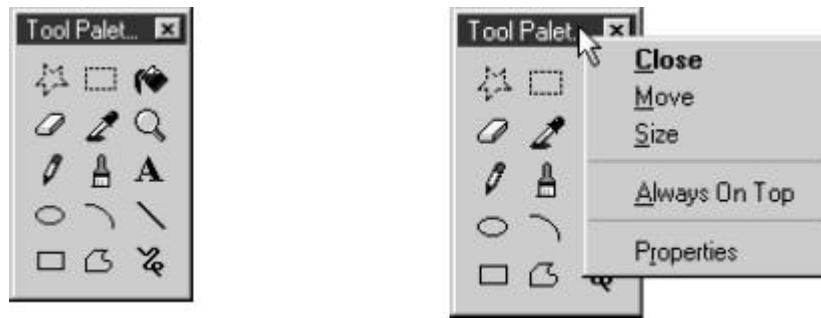 Tool Palet...
A
Tool Palet...
Close
Move
Size
Always On Top
Properties